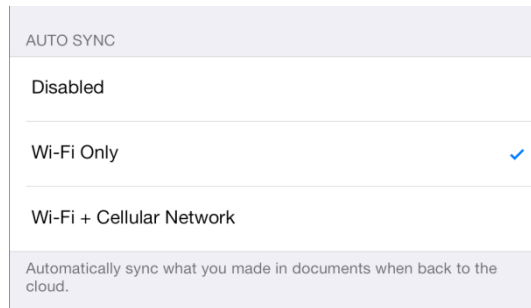 AUTO SYNC
Disabled
Wi-Fi Only
Wi-Fi + Cellular Network
Automatically sync what you made in documents when back to the
cloud.